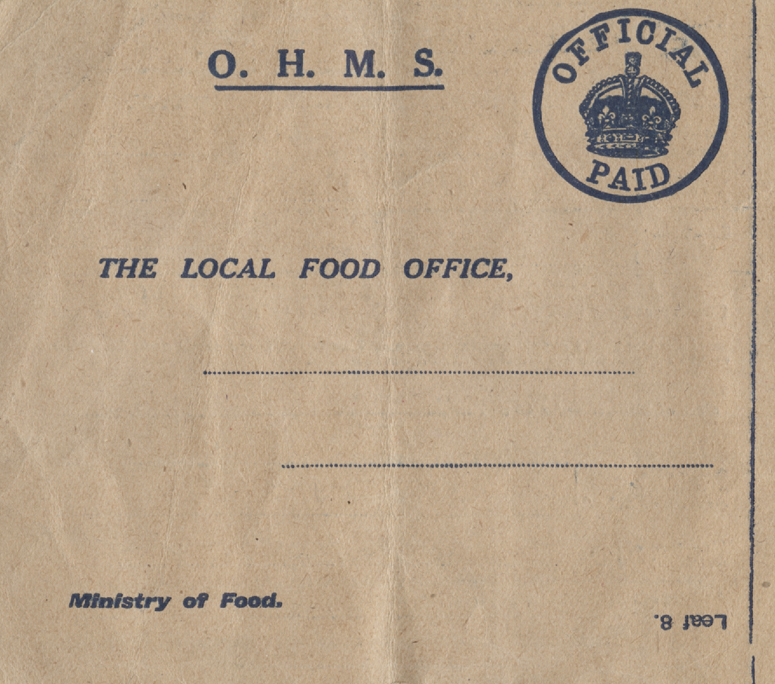 O. H. M. S.
OFFICIAL
PAID
THE LOCAL FOOD OFFICE,
Ministry of Food.
Leaf 8.